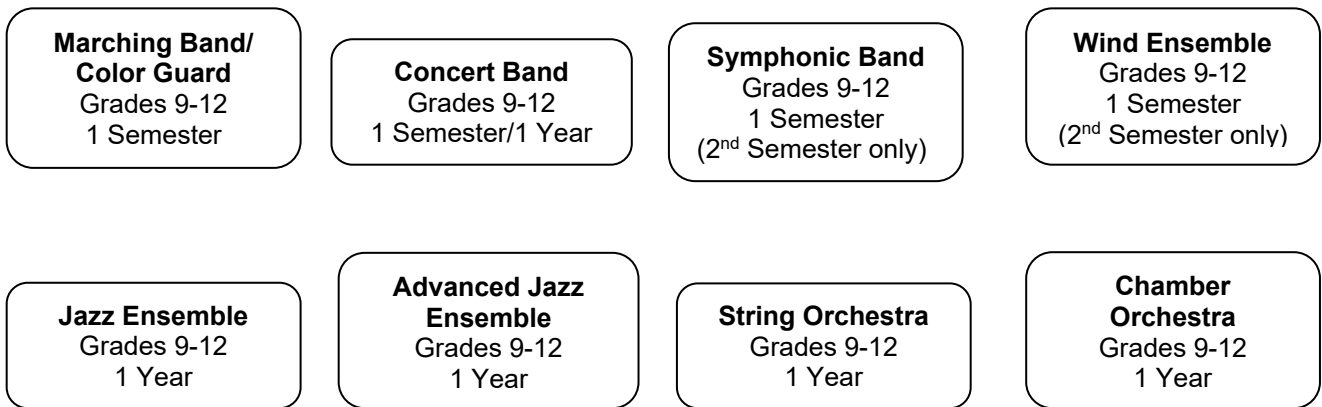 Marching Band/
Color Guard
Grades 9-12
1 Semester
Concert Band
Grades 9-12
1 Semester/1 Year
Symphonic Band
Grades 9-12
1 Semester
(2nd Semester only)
Wind Ensemble
Grades 9-12
1 Semester
(2nd Semester only)
Jazz Ensemble
Grades 9-12
1 Year
Advanced Jazz
Ensemble
Grades 9-12
1 Year
String Orchestra
Grades 9-12
1 Year
Chamber
Orchestra
Grades 9-12
1 Year